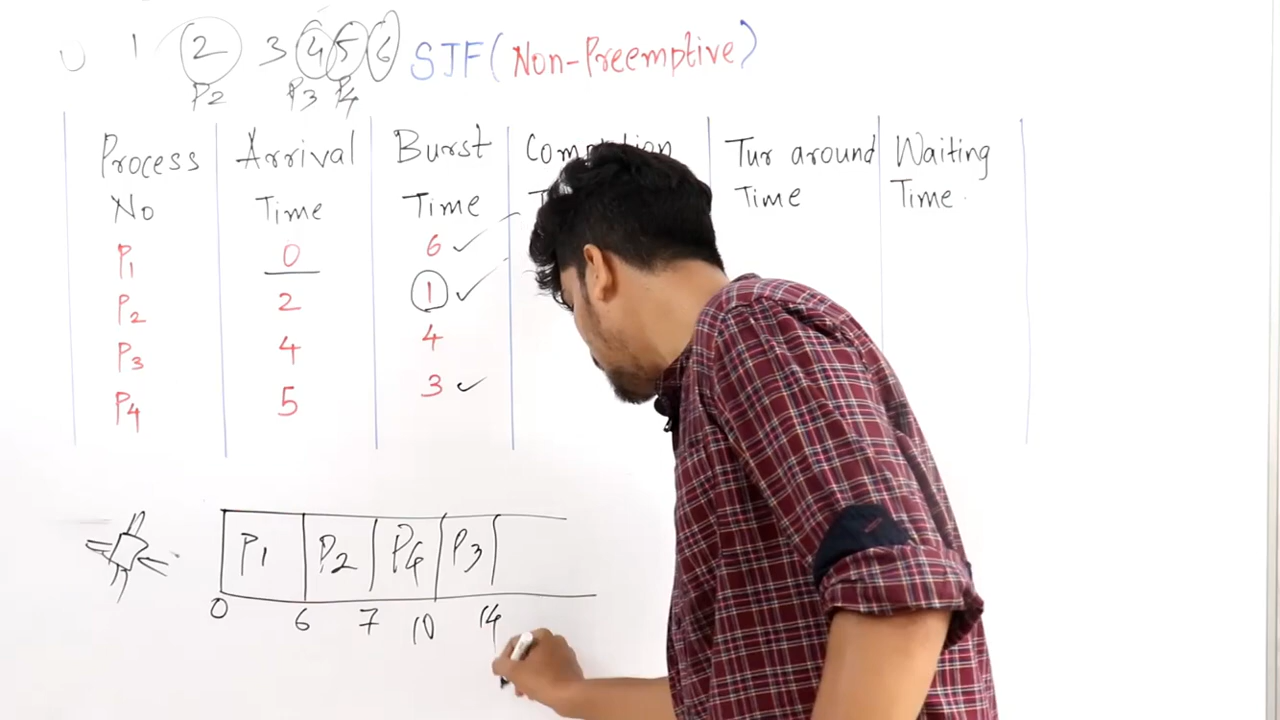 0 1 2 3 4 5 6 SJF (Non-Preemptive)
P2 P3 P4
Process No
Arrival Time
Burst Time
Tur around Time
Waiting Time.
P1 0 6
P2 2 1
P3 4 4
P4 5 3
P1 P2 P4 P3
0 6 7 10 14